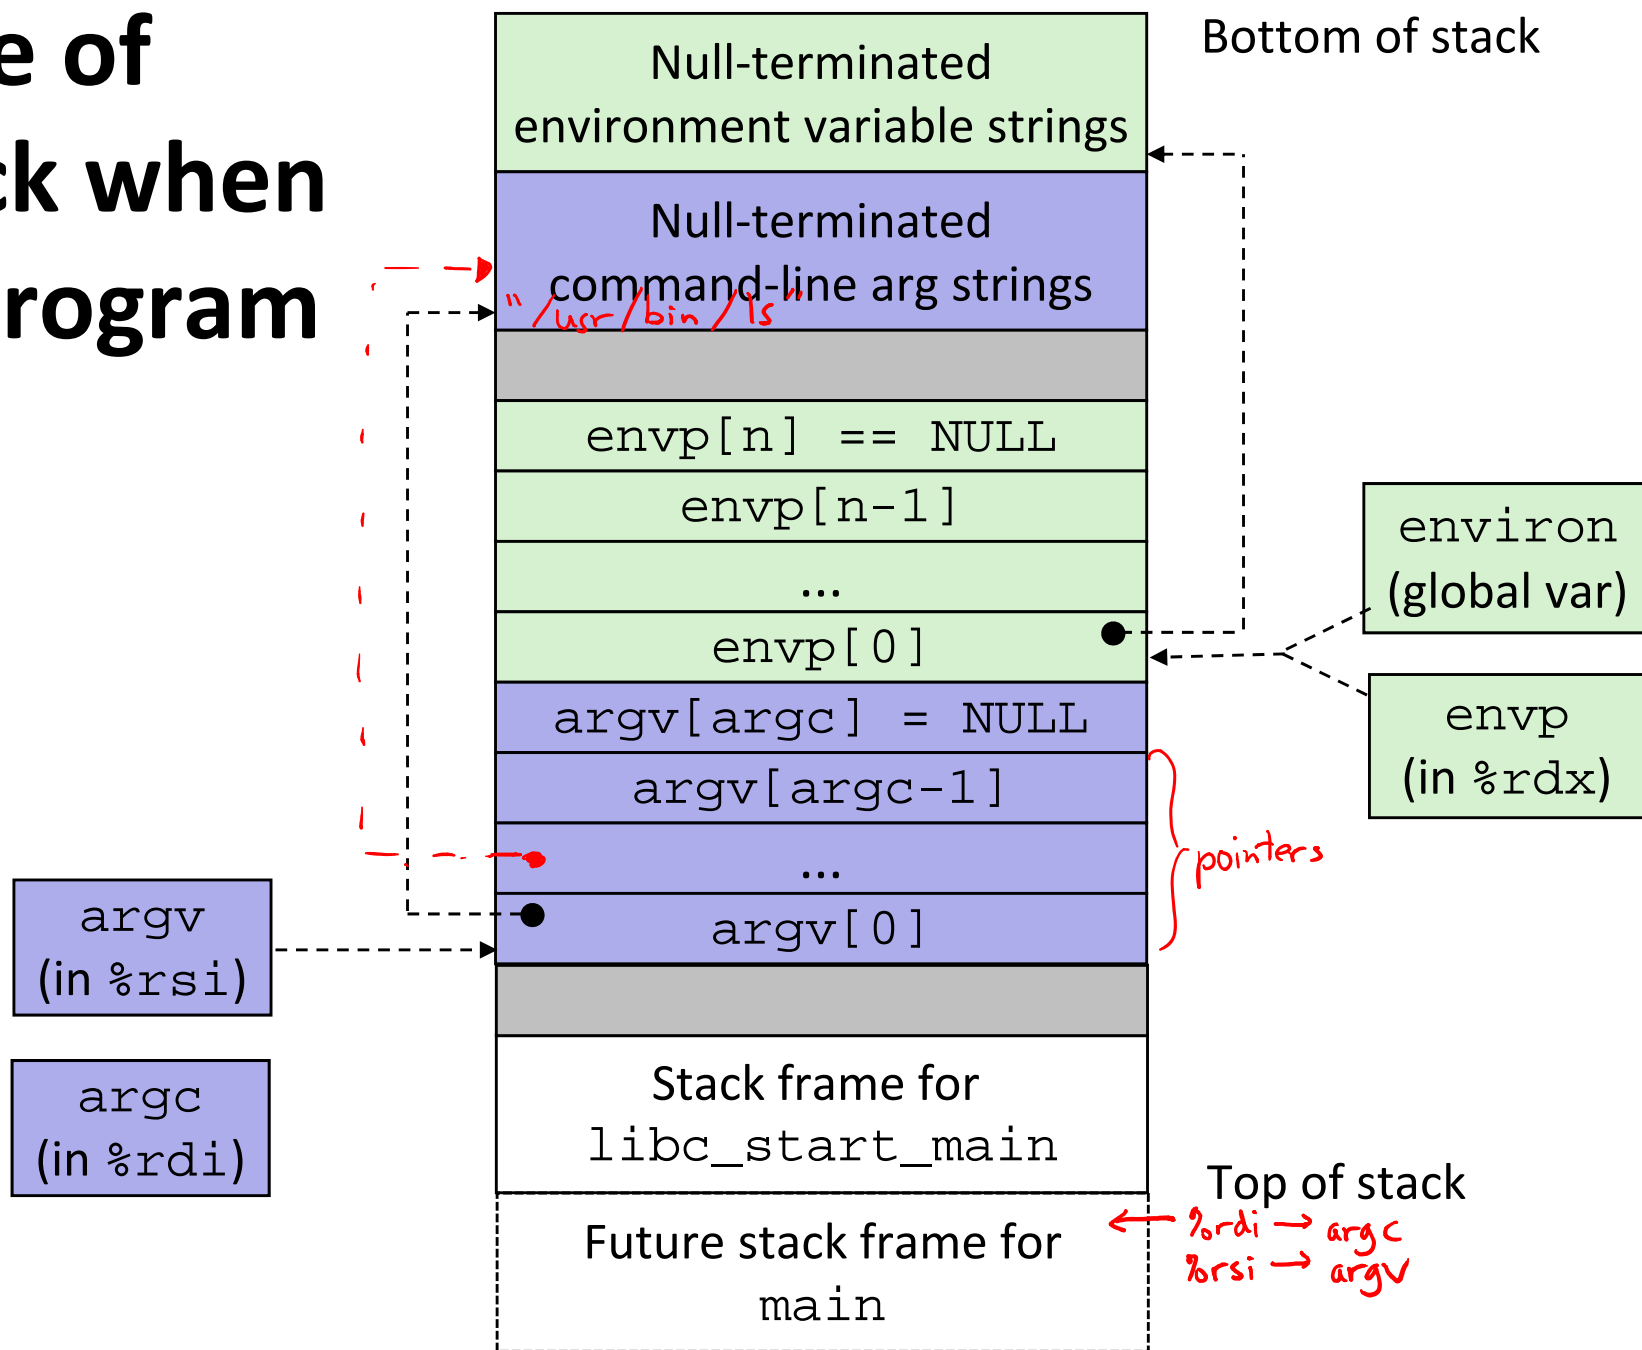 e of
ck when
rogram
Bottom of stack
Null-terminated
environment variable strings
Null-terminated
command-line arg strings
"/usr/bin/ls"
envp[n] == NULL
envp[n-1]
...
envp[0]
environ
(global var)
envp
(in %rdx)
argv[argc] = NULL
argv[argc-1]
...
argv[0]
pointers
argv
(in %rsi)
argc
(in %rdi)
Stack frame for
libc_start_main
Top of stack
%rdi → argc
%rsi → argv
Future stack frame for
main